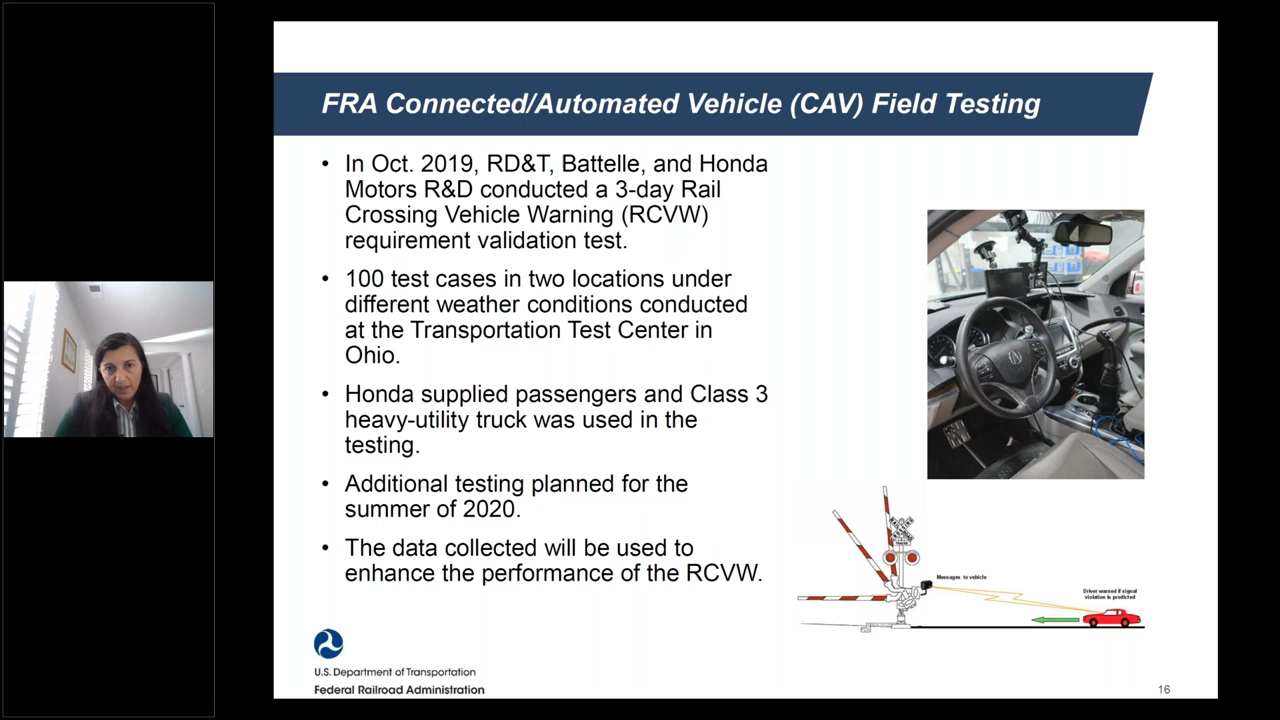 FRA Connected/Automated Vehicle (CAV) Field Testing
• In Oct. 2019, RD&T, Battelle, and Honda
Motors R&D conducted a 3-day Rail
Crossing Vehicle Warning (RCVW)
requirement validation test.
• 100 test cases in two locations under
different weather conditions conducted
at the Transportation Test Center in
Ohio.
• Honda supplied passengers and Class 3
heavy-utility truck was used in the
testing.
• Additional testing planned for the
summer of 2020.
• The data collected will be used to
enhance the performance of the RCVW.
Messages to vehicle
Driver warned if signal
violation is predicted
U.S. Department of Transportation
Federal Railroad Administration
16